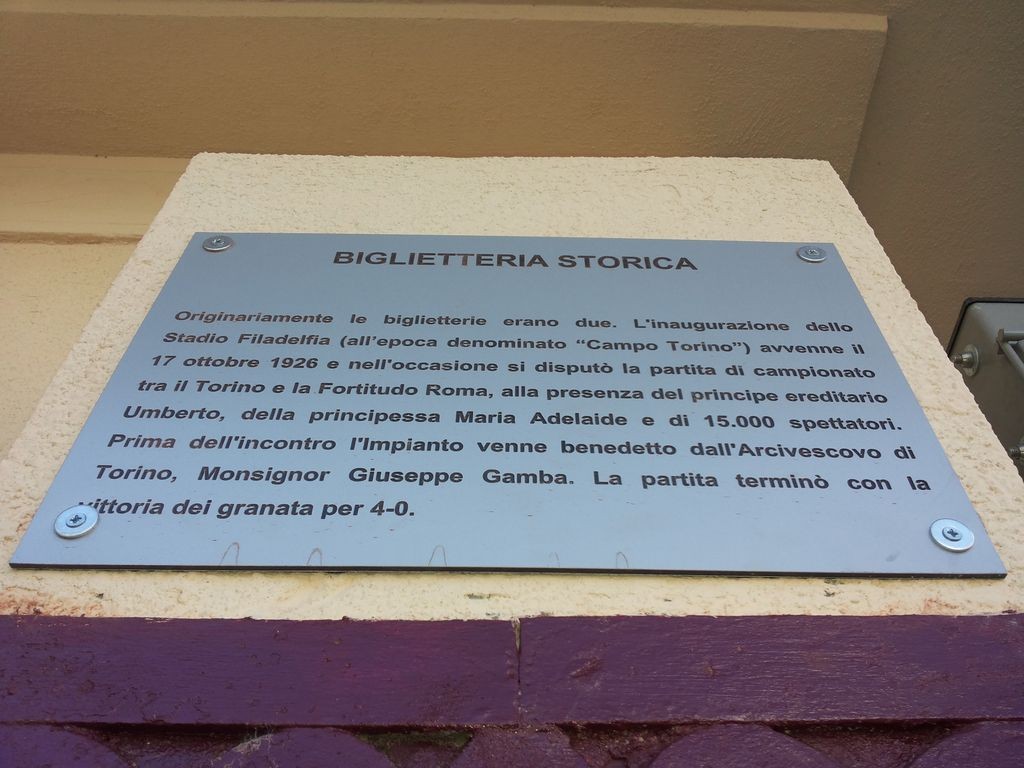 BIGLIETTERIA STORICA
Originariamente le biglietterie erano due. L'inaugurazione dello
Stadio Filadelfia (all'epoca denominato “Campo Torino”) avvenne il
17 ottobre 1926 e nell'occasione si disputò la partita di campionato
tra il Torino e la Fortitudo Roma, alla presenza del principe ereditario
Umberto, della principessa Maria Adelaide e di 15.000 spettatori.
Prima dell'incontro l'Impianto venne benedetto dall'Arcivescovo di
Torino, Monsignor Giuseppe Gamba. La partita terminò con la
vittoria dei granata per 4-0.